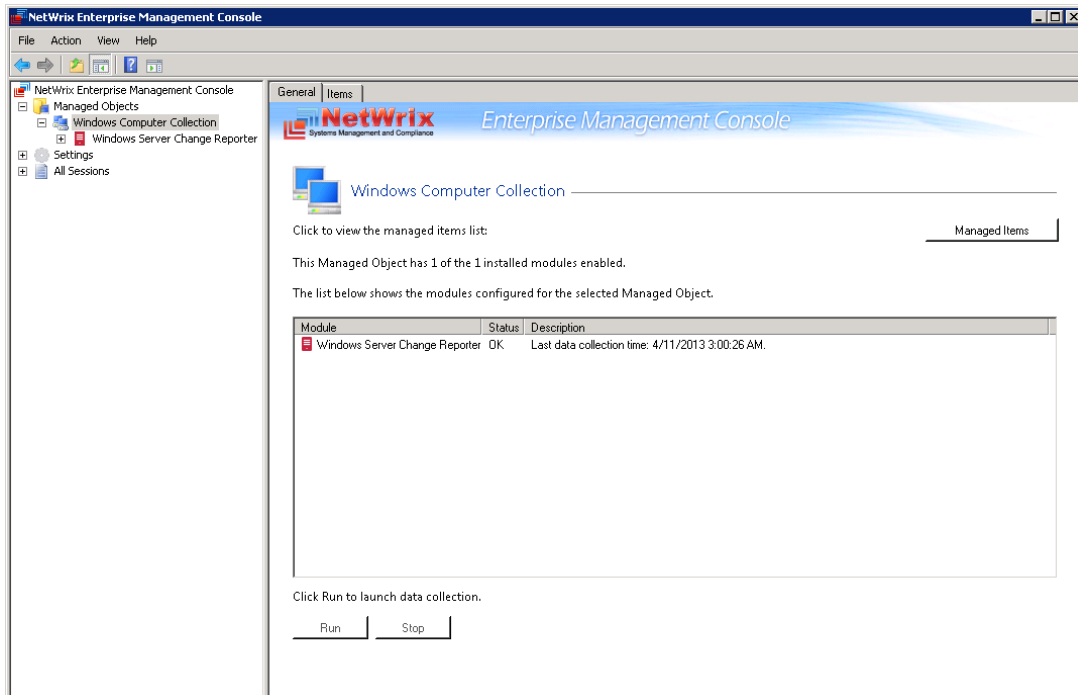 NetWrix Enterprise Management Console
File Action View Help
NetWrix Enterprise Management Console
Managed Objects
Windows Computer Collection
Windows Server Change Reporter
Settings
All Sessions
General Items
NetWrix
Systems Management and Compliance
Enterprise Management Console
Windows Computer Collection
Click to view the managed items list:
Managed Items
This Managed Object has 1 of the 1 installed modules enabled.
The list below shows the modules configured for the selected Managed Object.
Module Status Description
Windows Server Change Reporter OK Last data collection time: 4/11/2013 3:00:26 AM.
Click Run to launch data collection.
Run Stop